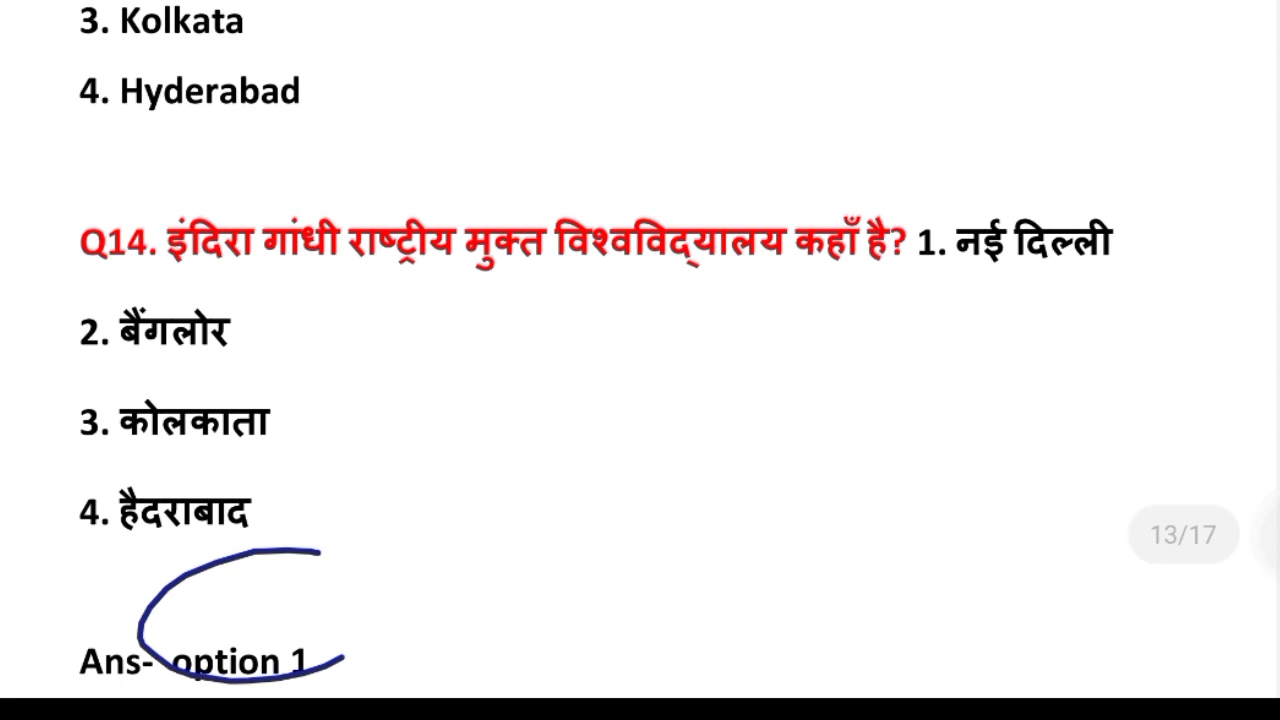 3. Kolkata
4. Hyderabad
Q14. इंदिरा गांधी राष्ट्रीय मुक्त विश्वविद्यालय कहाँ है? 1. नई दिल्ली
2. बैंगलोर
3. कोलकाता
4. हैदराबाद
13/17
Ans- option 1